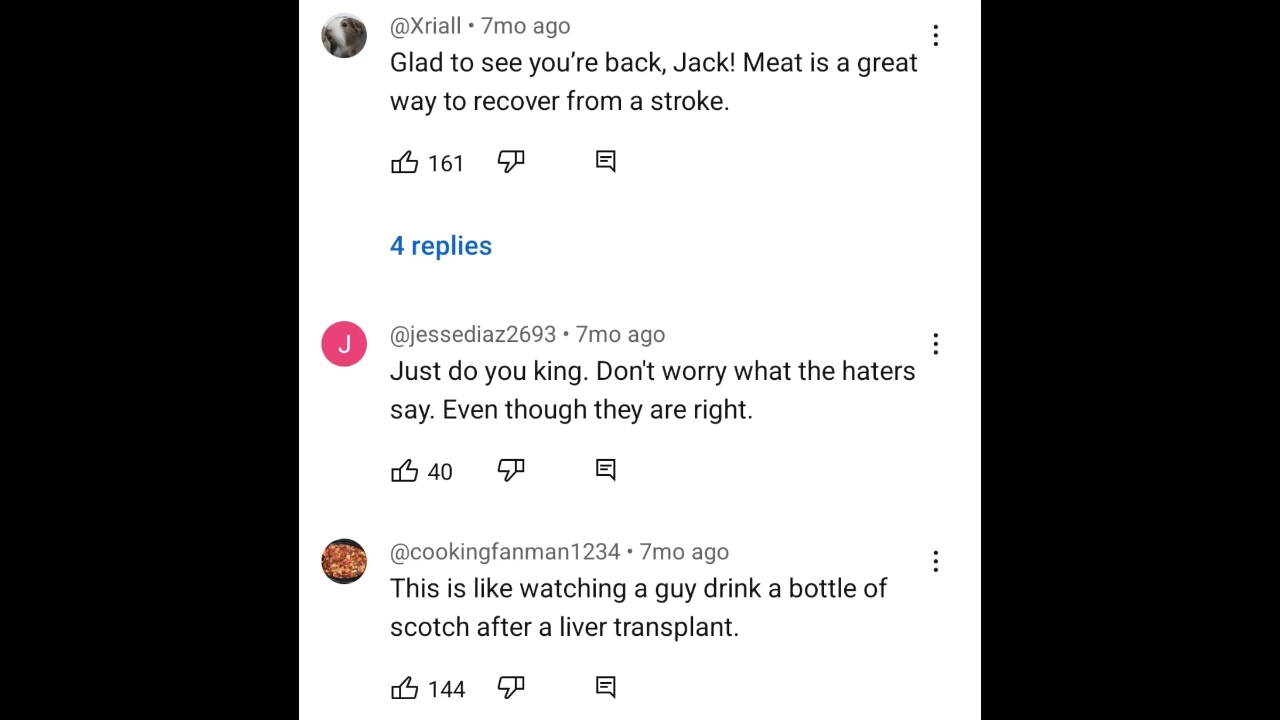 @Xriall • 7mo ago
Glad to see you’re back, Jack! Meat is a great
way to recover from a stroke.
161
4 replies
J
@jessediaz2693 • 7mo ago
Just do you king. Don't worry what the haters
say. Even though they are right.
40
@cookingfanman1234 • 7mo ago
This is like watching a guy drink a bottle of
scotch after a liver transplant.
144